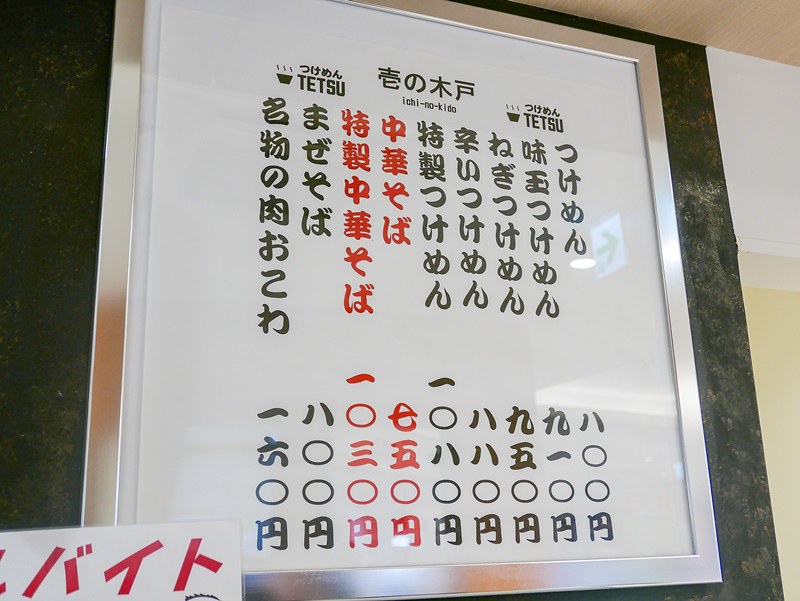 つけめん
TETSU
壱の木戸
ichi-no-kido
つけめん
TETSU
つけめん
味玉つけめん
ねぎつけめん
辛いつけめん
特製つけめん
中華そば
特製中華そば
まぜそば
名物の肉おこわ
八〇〇円
九一〇円
九五〇円
八八〇円
一〇八〇円
七五〇円
一〇三〇円
八〇〇円
一六〇円
バイト